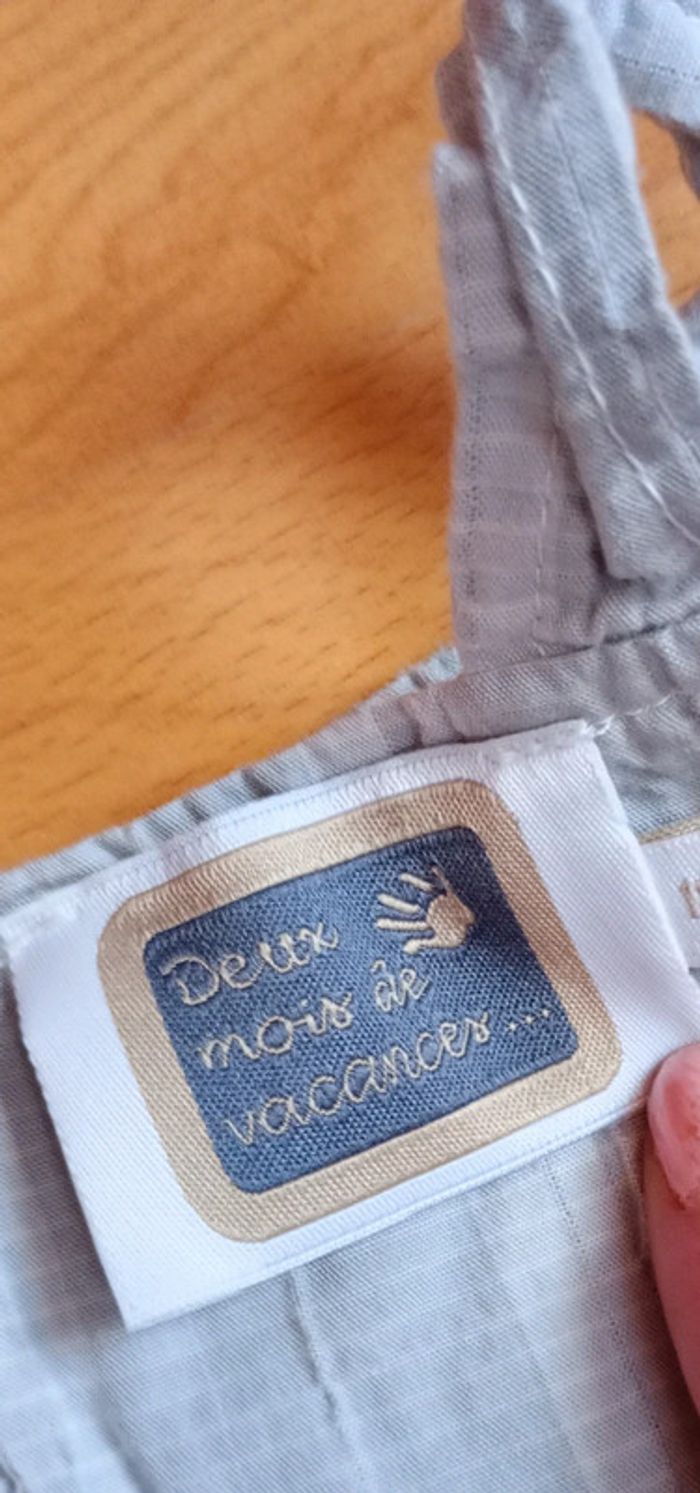 Deux
mois de
vacances...